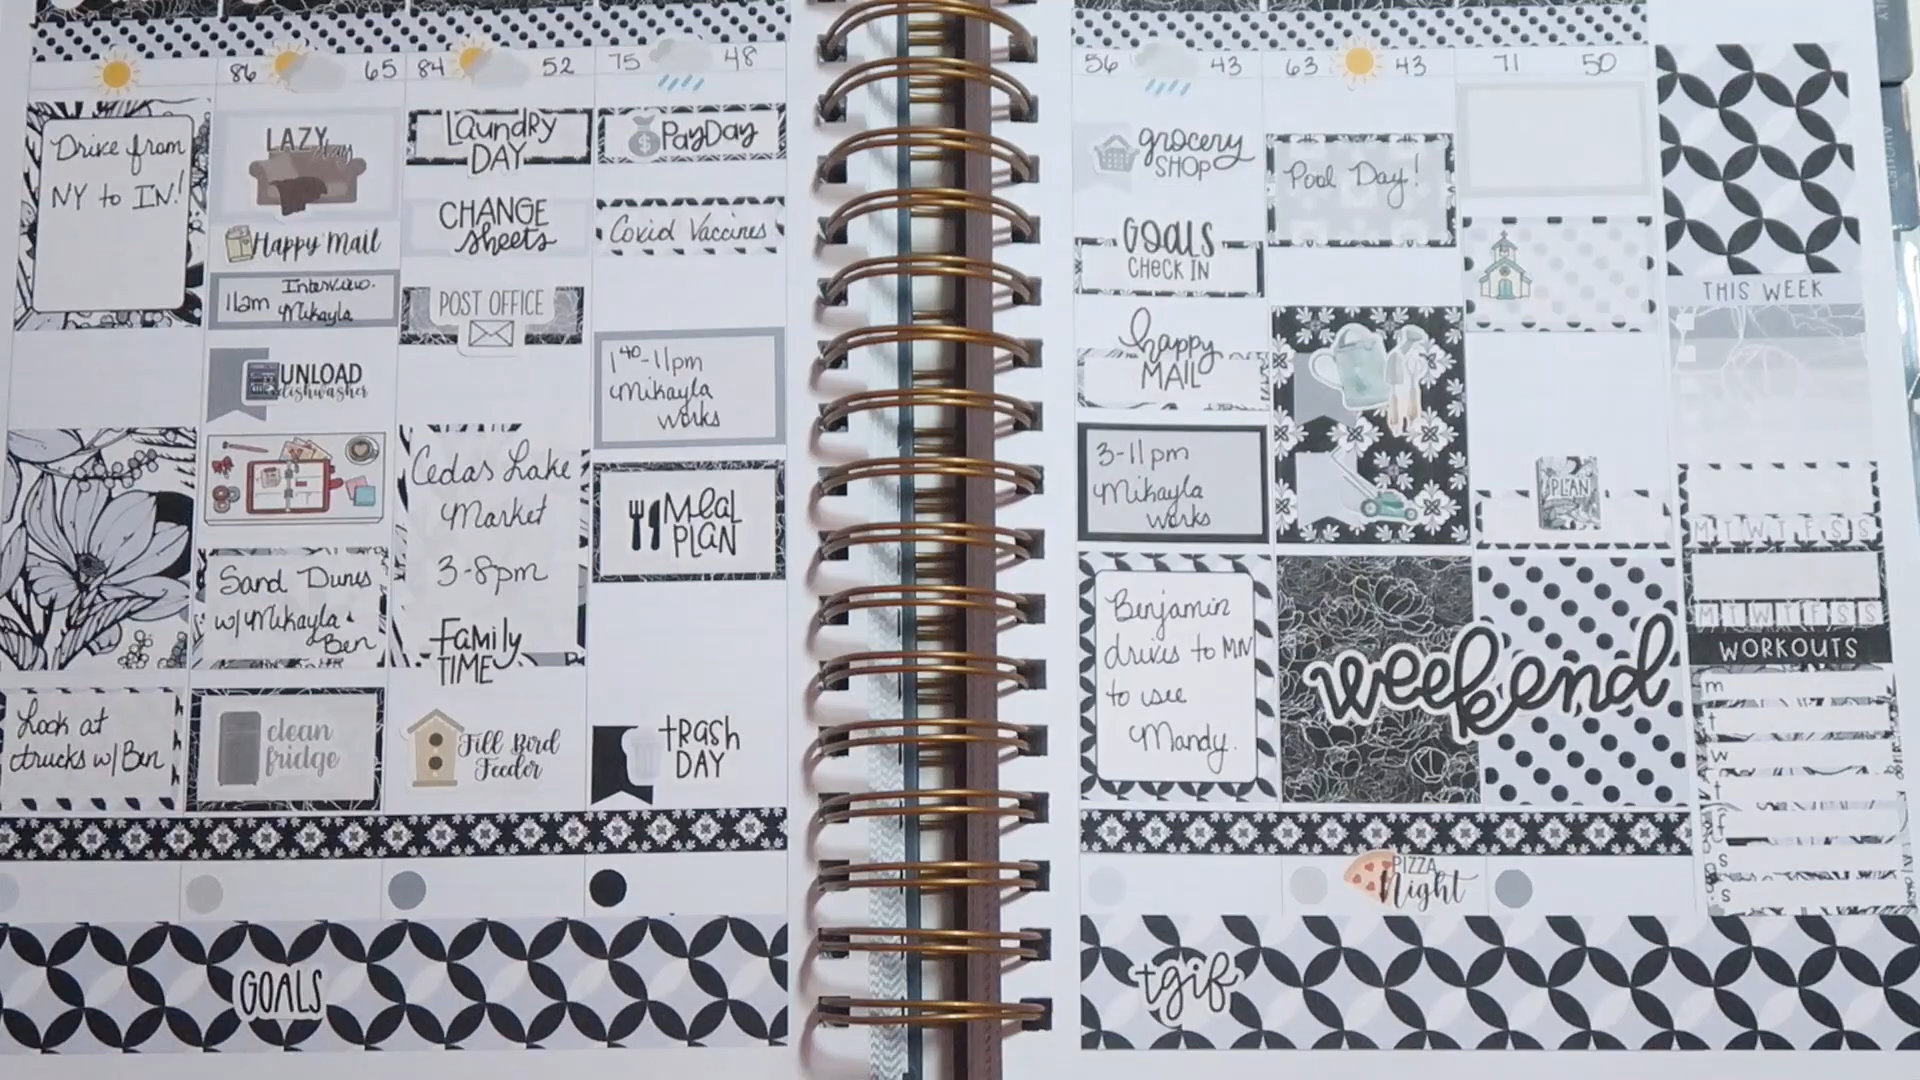 86 65
84 52
75 48
56 43
63 43
71 50
Drive from
NY to IN!
Look at
trucks w/ Ben
LAZY
day
Happy Mail
11am Interview.
Mikayla
UNLOAD
dishwasher
Sand Dunes
w/ Mikayla &
Ben
clean
fridge
LaUNDRY
DAY
CHANGE
sheets
POST OFFICE
Cedar Lake
Market
3-8pm
Family
TIME
Fill Bird
Feeder
$ PayDay
Covid Vaccines
1:40-11pm
Mikayla
works
MeaL
PLAN
tRaSH
DAY
GOALS
grocery
SHOP
GOALS
CHECK IN
happy
MAIL
3-11pm
Mikayla
works
Benjamin
drives to MN
to see
Mandy.
Pool Day!
PLAN
weekend
PIZZA
Night
tgif
THIS WEEK
M T W T F S S
M T W T F S S
WORKOUTS
m
t
w
t
f
s
s